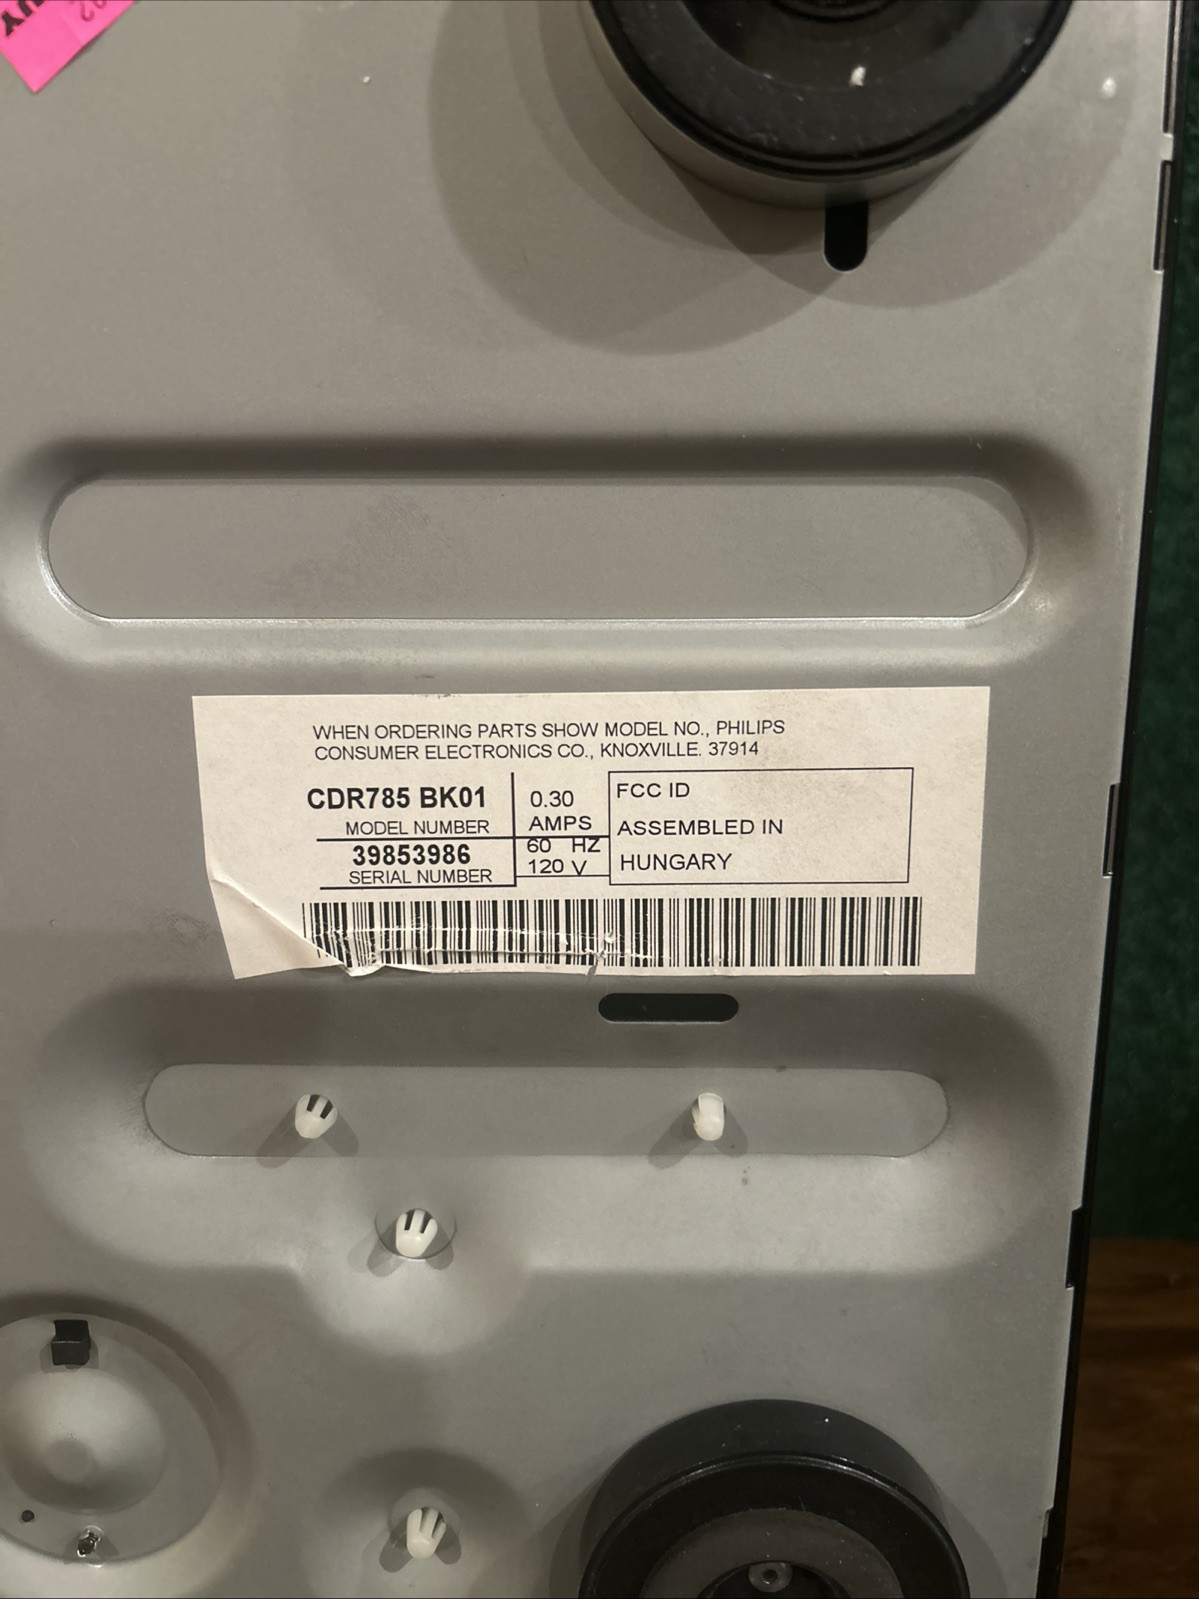 WHEN ORDERING PARTS SHOW MODEL NO., PHILIPS
CONSUMER ELECTRONICS CO., KNOXVILLE. 37914
CDR785 BK01
MODEL NUMBER
39853986
SERIAL NUMBER
0.30
AMPS
60 HZ
120 V
FCC ID
ASSEMBLED IN
HUNGARY